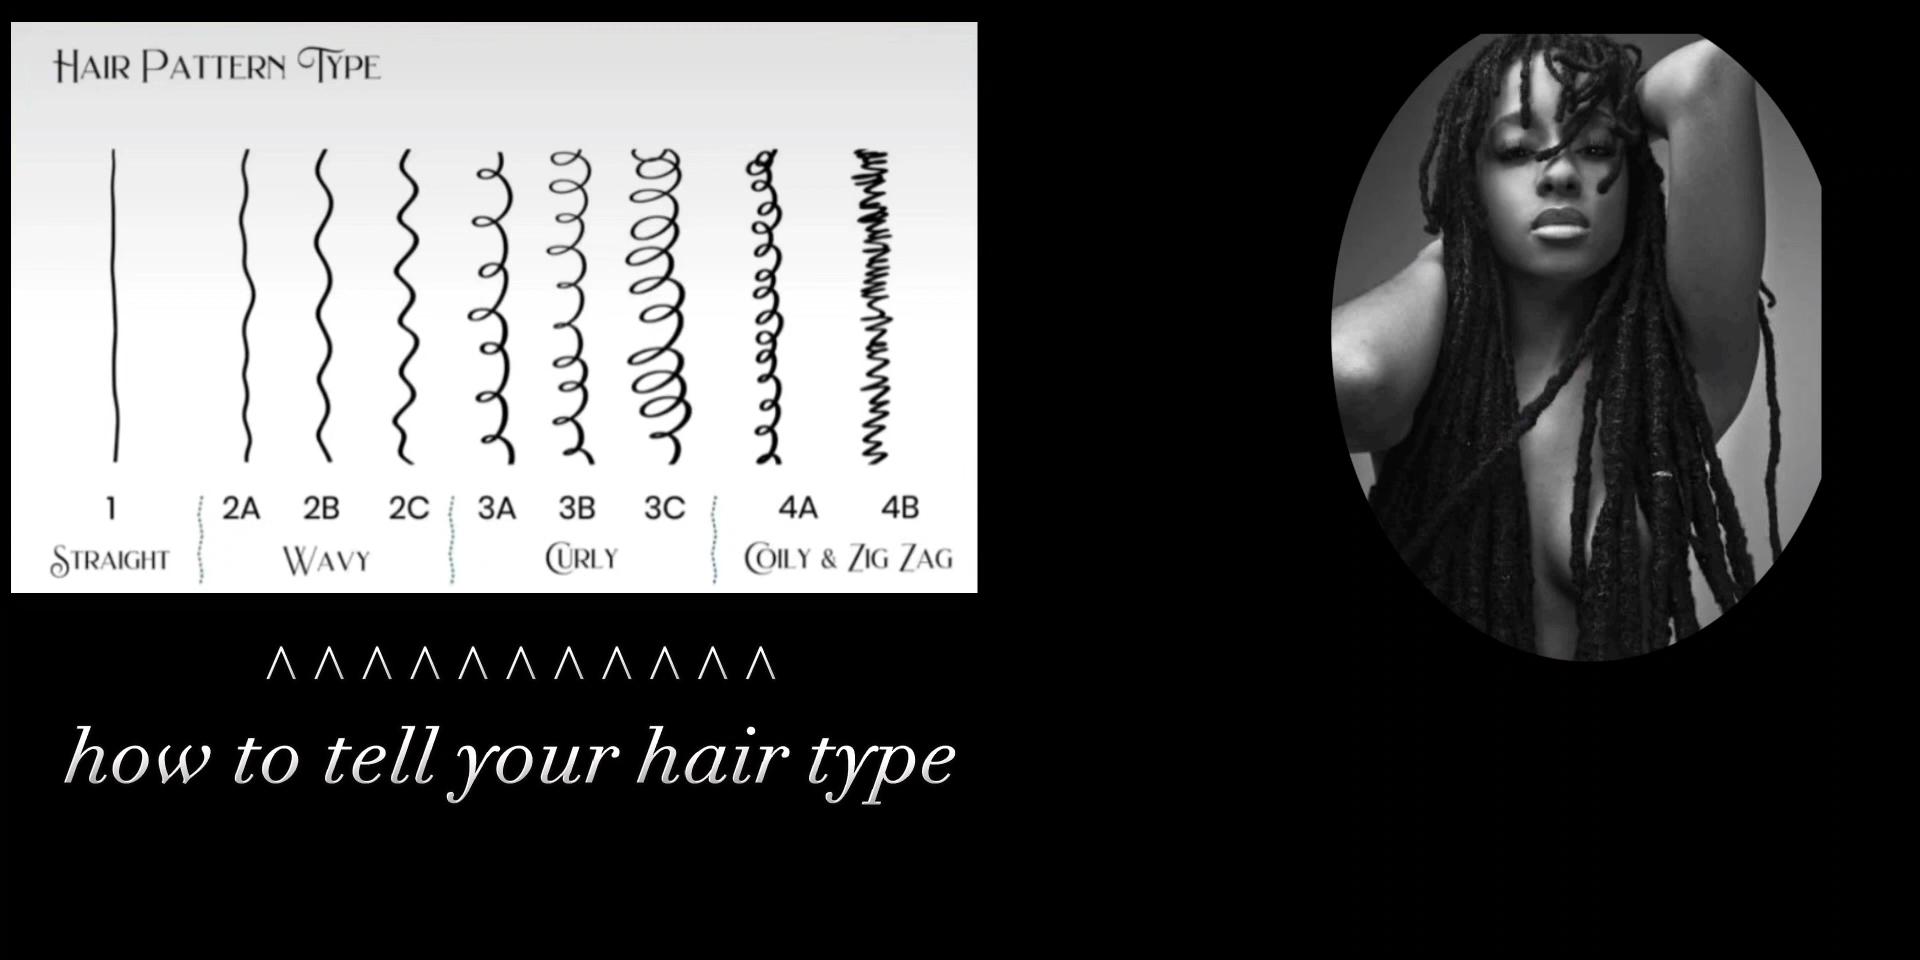 Hair Pattern Type
1 2A 2B 2C 3A 3B 3C 4A 4B
Straight Wavy Curly Coily & Zig Zag
^ ^ ^ ^ ^ ^ ^ ^ ^ ^ ^
how to tell your hair type